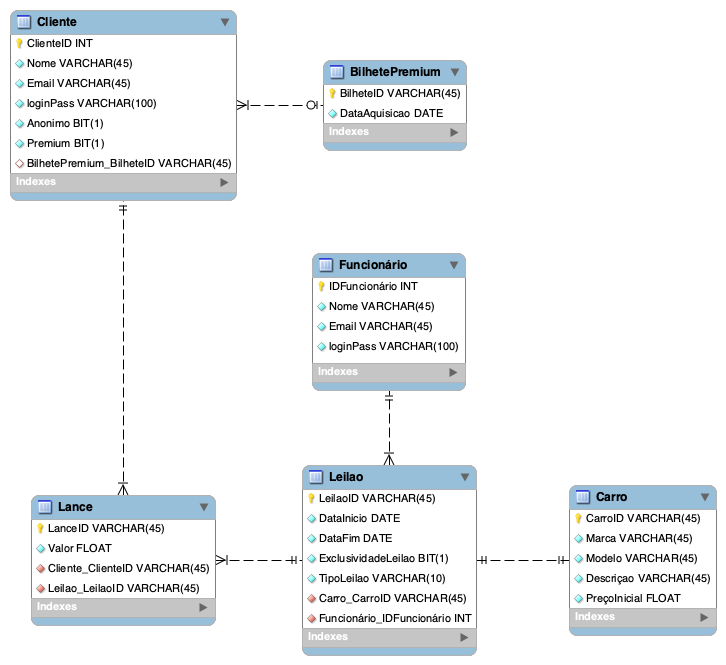 Cliente
ClienteID INT
Nome VARCHAR(45)
Email VARCHAR(45)
loginPass VARCHAR(100)
Anonimo BIT(1)
Premium BIT(1)
BilhetePremium_BilheteID VARCHAR(45)
Indexes
BilhetePremium
BilheteID VARCHAR(45)
DataAquisicao DATE
Indexes
Funcionário
IDFuncionário INT
Nome VARCHAR(45)
Email VARCHAR(45)
loginPass VARCHAR(100)
Indexes
Lance
LanceID VARCHAR(45)
Valor FLOAT
Cliente_ClienteID VARCHAR(45)
Leilao_LeilaoID VARCHAR(45)
Indexes
Leilao
LeilaoID VARCHAR(45)
DataInicio DATE
DataFim DATE
ExclusividadeLeilao BIT(1)
TipoLeilao VARCHAR(10)
Carro_CarroID VARCHAR(45)
Funcionário_IDFuncionário INT
Indexes
Carro
CarroID VARCHAR(45)
Marca VARCHAR(45)
Modelo VARCHAR(45)
Descriçao VARCHAR(45)
PreçoInicial FLOAT
Indexes